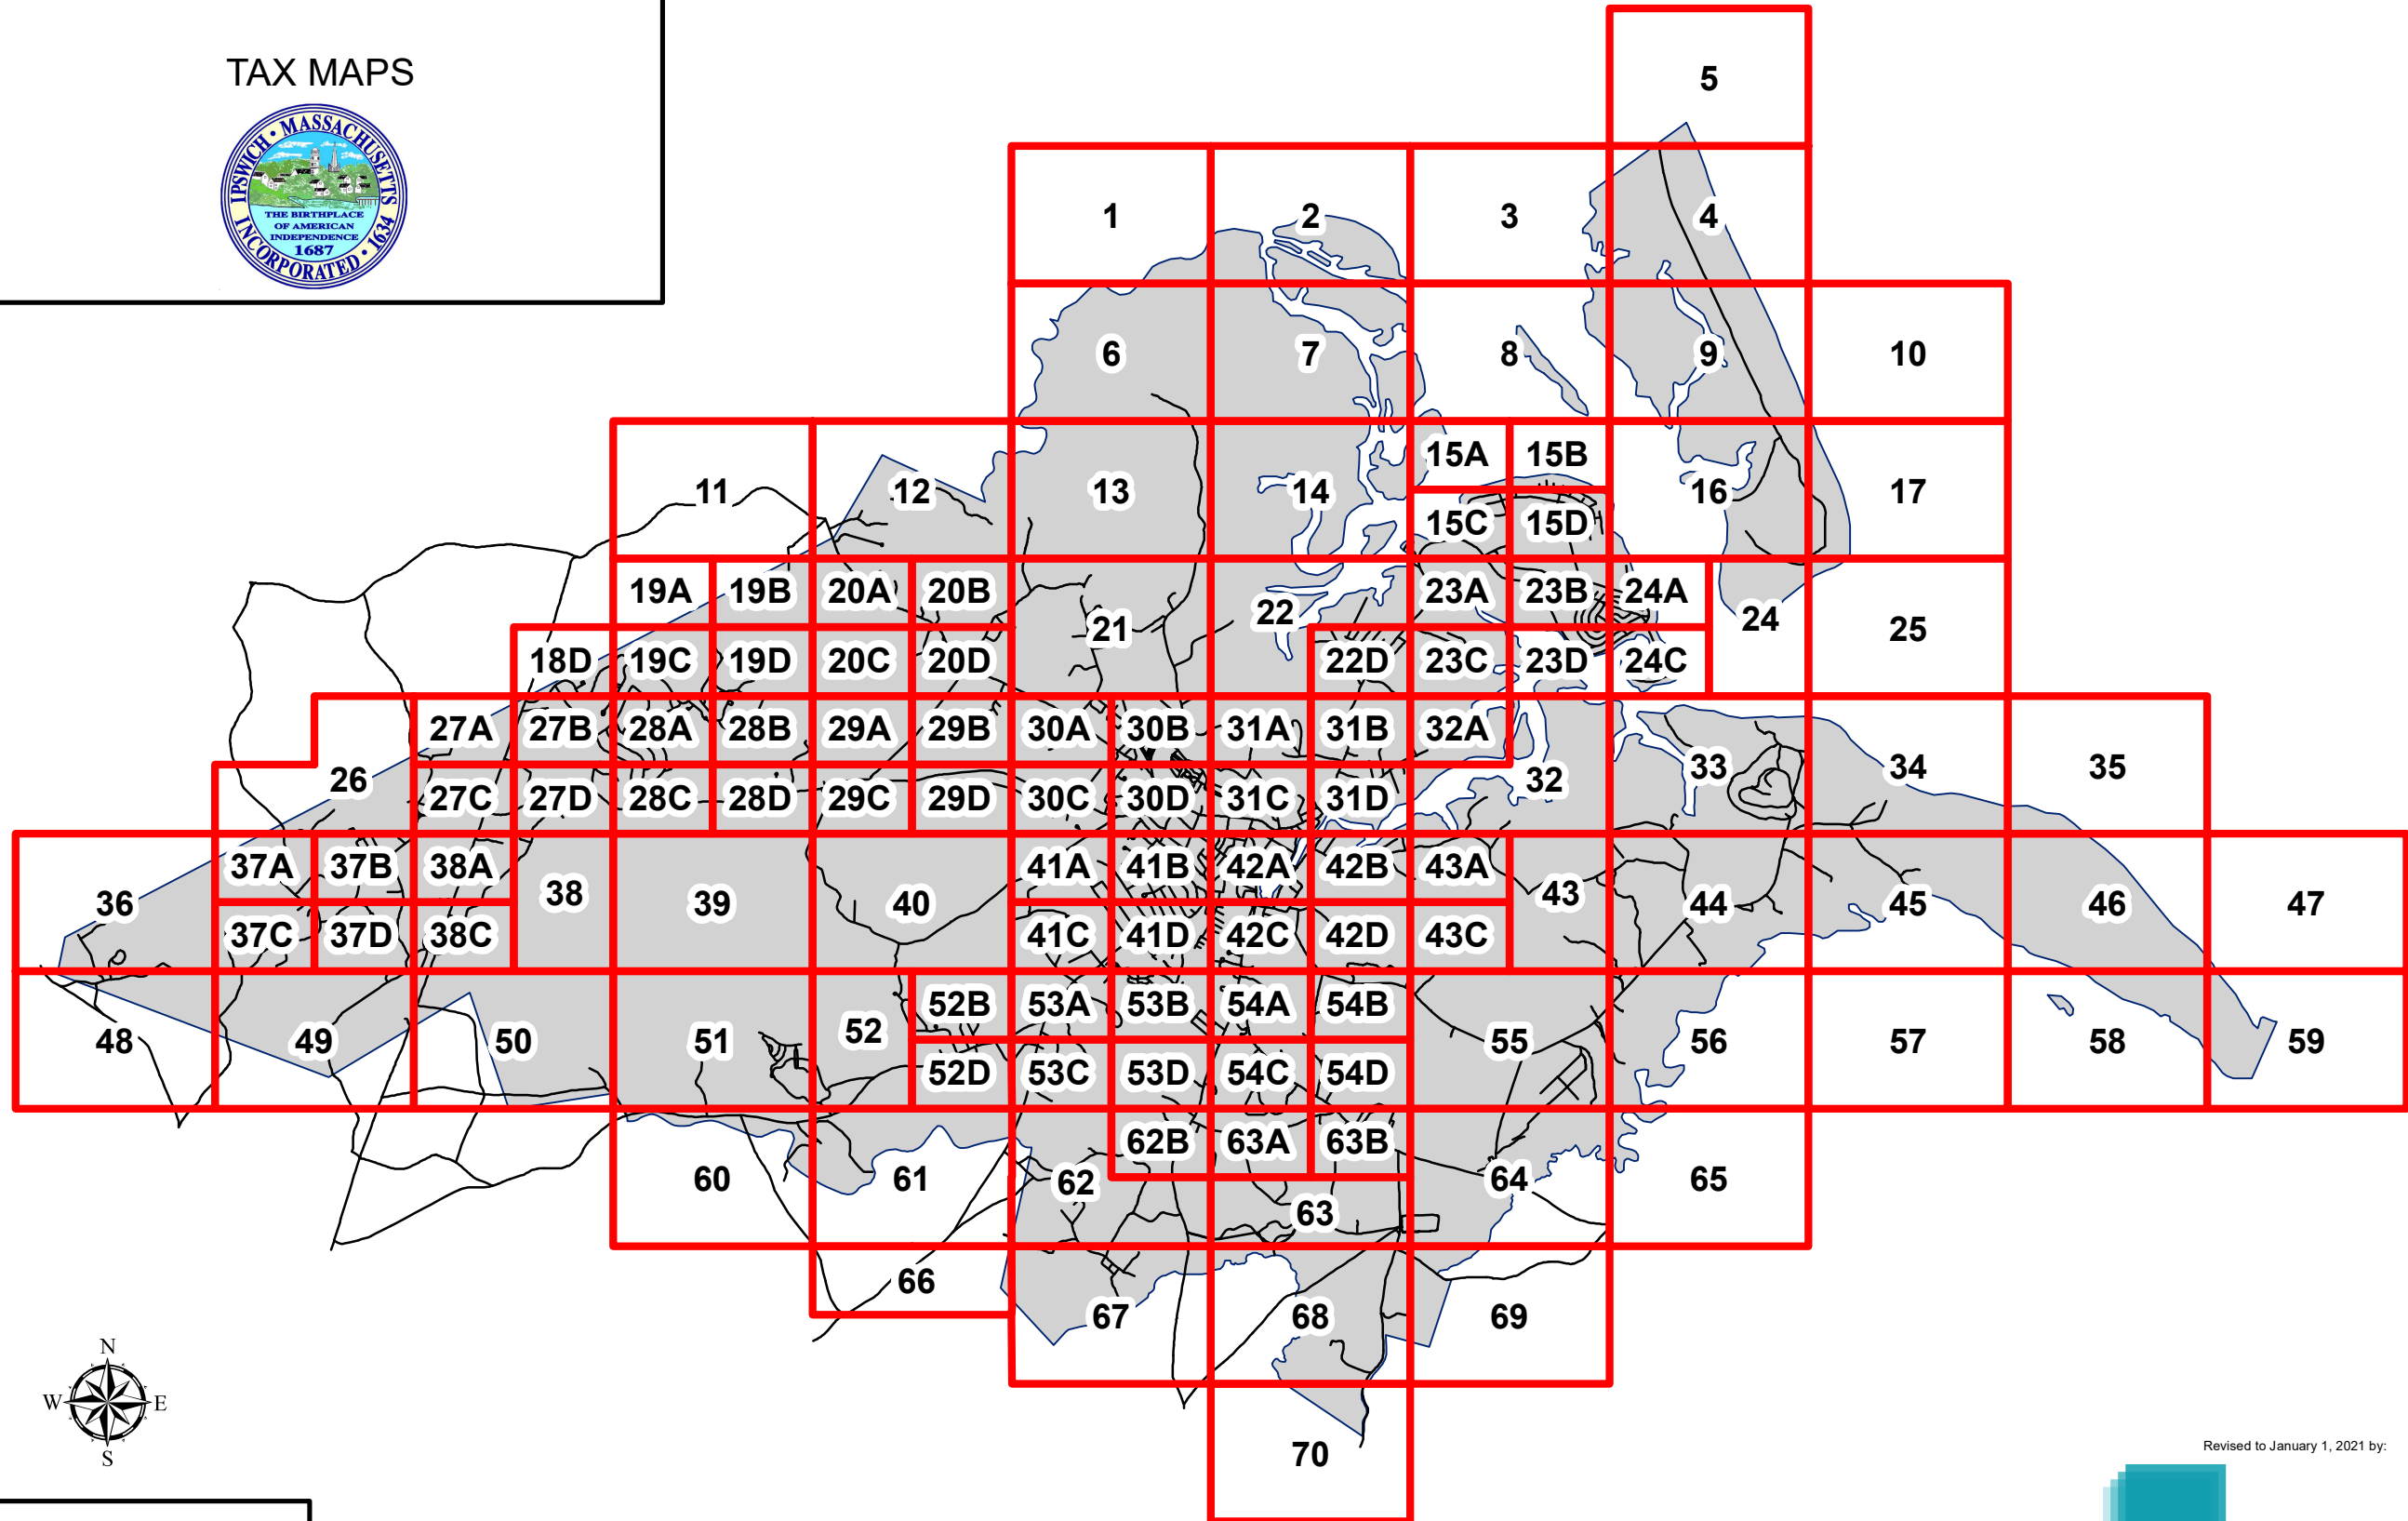 TAX MAPS
IPSWICH • MASSACHUSETTS
INCORPORATED • 1634
THE BIRTHPLACE
OF AMERICAN
INDEPENDENCE
1687
5
1 2 3 4
6 7 8 9 10
11 12 13 14 15A 15B 16 17
15C 15D
19A 19B 20A 20B 21 22 23A 23B 24A 24 25
18D 19C 19D 20C 20D 22D 23C 23D 24C
26 27A 27B 28A 28B 29A 29B 30A 30B 31A 31B 32A 32 33 34 35
27C 27D 28C 28D 29C 29D 30C 30D 31C 31D
36 37A 37B 38A 38 39 40 41A 41B 42A 42B 43A 43 44 45 46 47
37C 37D 38C 41C 41D 42C 42D 43C
48 49 50 51 52 52B 53A 53B 54A 54B 55 56 57 58 59
52D 53C 53D 54C 54D
60 61 62 62B 63A 63B 64 65
63
66 67 68 69
70
N
W E
S
Revised to January 1, 2021 by: